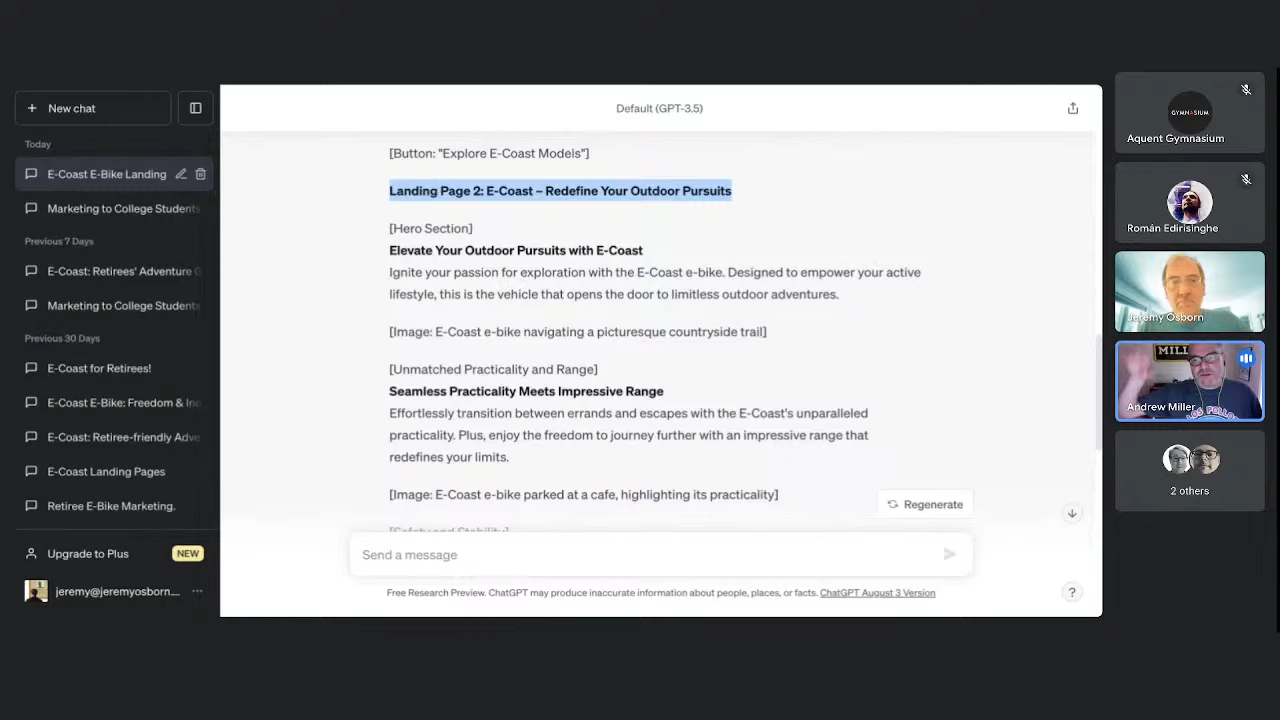 New chat
Today
E-Coast E-Bike Landing
Marketing to College Students
Previous 7 Days
E-Coast: Retirees' Adventure G
Marketing to College Students
Previous 30 Days
E-Coast for Retirees!
E-Coast E-Bike: Freedom & In
E-Coast: Retiree-friendly Adve
E-Coast Landing Pages
Retiree E-Bike Marketing.
Upgrade to Plus
NEW
jeremy@jeremyosborn....
Default (GPT-3.5)
[Button: "Explore E-Coast Models"]
Landing Page 2: E-Coast – Redefine Your Outdoor Pursuits
[Hero Section]
Elevate Your Outdoor Pursuits with E-Coast
Ignite your passion for exploration with the E-Coast e-bike. Designed to empower your active
lifestyle, this is the vehicle that opens the door to limitless outdoor adventures.
[Image: E-Coast e-bike navigating a picturesque countryside trail]
[Unmatched Practicality and Range]
Seamless Practicality Meets Impressive Range
Effortlessly transition between errands and escapes with the E-Coast's unparalleled
practicality. Plus, enjoy the freedom to journey further with an impressive range that
redefines your limits.
[Image: E-Coast e-bike parked at a cafe, highlighting its practicality]
[Safety and Stability]
Regenerate
Send a message
Free Research Preview. ChatGPT may produce inaccurate information about people, places, or facts. ChatGPT August 3 Version
?
GYMNASIUM
Aquent Gymnasium
Román Edirisinghe
Jeremy Osborn
MILL
Andrew Miller
2 others